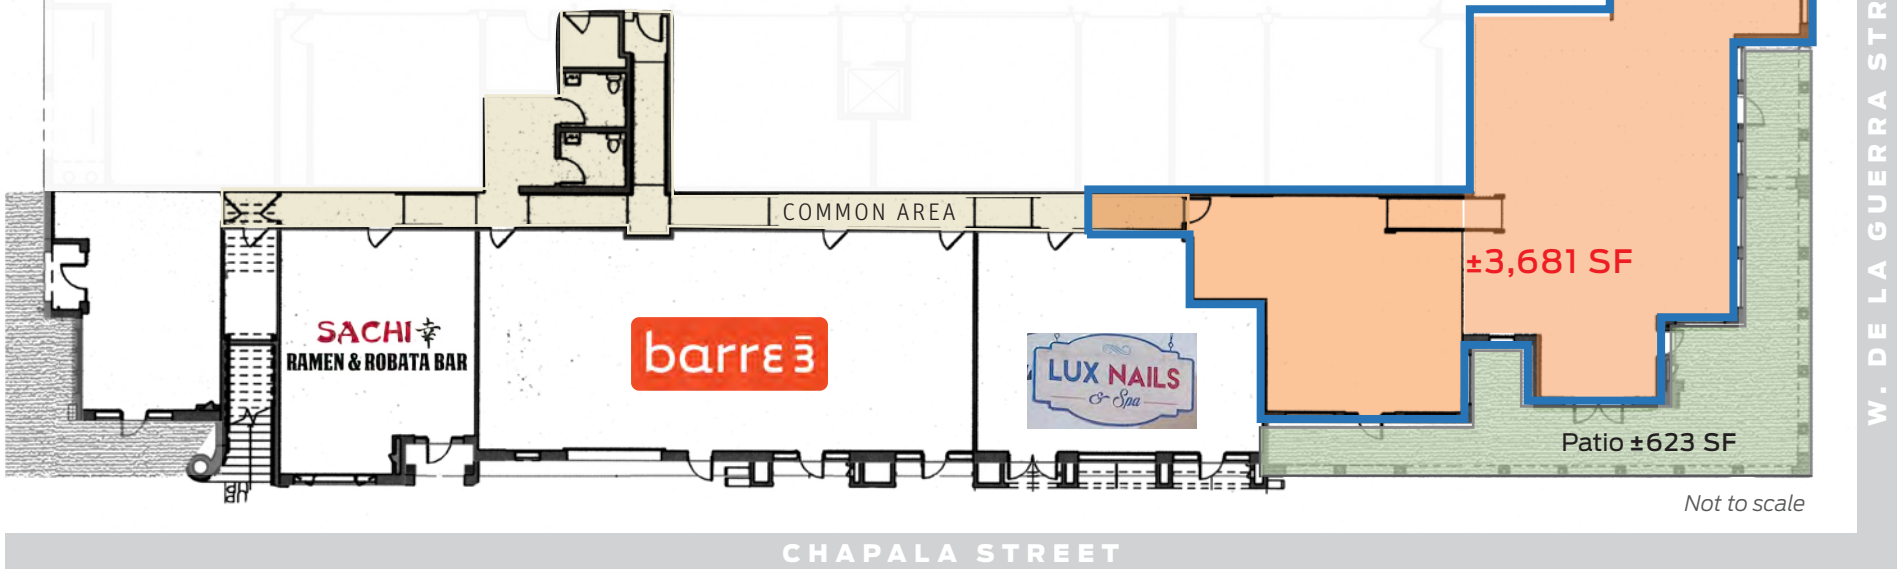 COMMON AREA
±3,681 SF
SACHI 幸
RAMEN & ROBATA BAR
barre3
LUX NAILS
& Spa
Patio ±623 SF
Not to scale
CHAPALA STREET
W. DE LA GUERRA STR